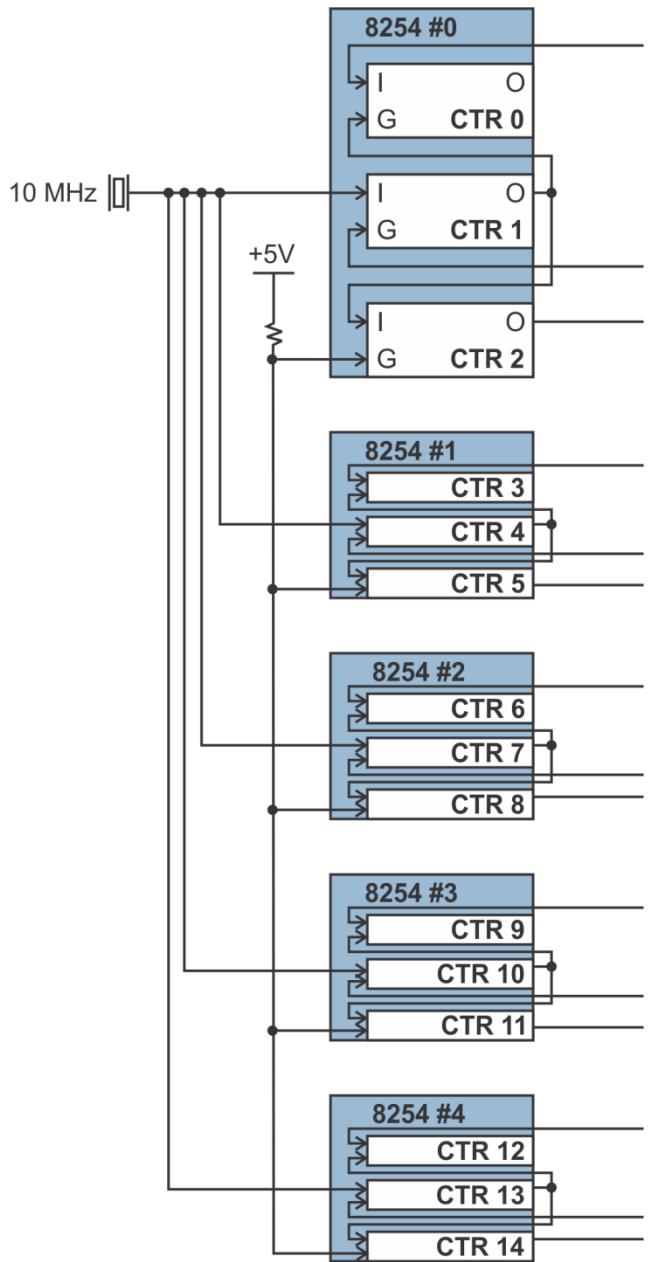 8254 #0
I O
G CTR 0
10 MHz
I O
G CTR 1
+5V
I O
G CTR 2
8254 #1
CTR 3
CTR 4
CTR 5
8254 #2
CTR 6
CTR 7
CTR 8
8254 #3
CTR 9
CTR 10
CTR 11
8254 #4
CTR 12
CTR 13
CTR 14